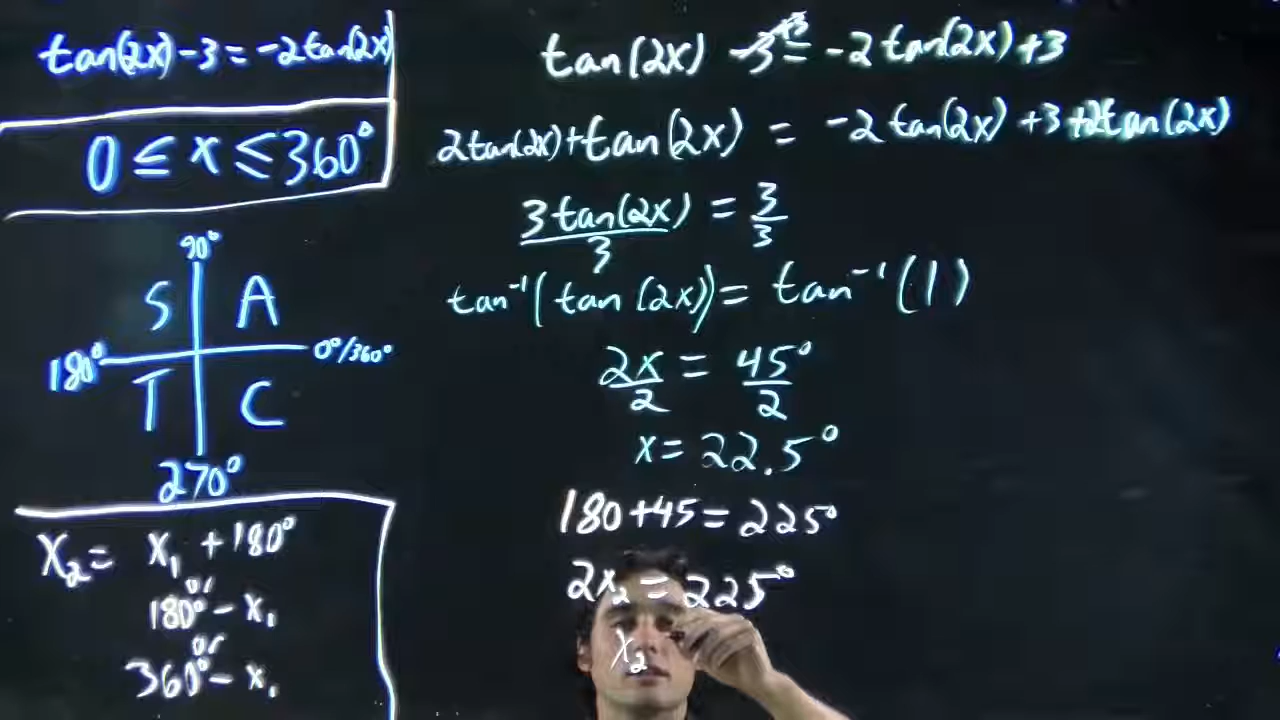 tan(2x)-3=-2tan(2x)
0≤x≤360°
90°
S A
180° 0°/360°
T C
270°
x₂= x₁+180°
or
180°-x₁
or
360°-x₁
tan(2x) -3+3=-2tan(2x)+3
2tan(2x)+tan(2x) = -2tan(2x)+3+2tan(2x)
3tan(2x)/3 = 3/3
tan⁻¹(tan(2x))=tan⁻¹(1)
2x/2 = 45°/2
x=22.5°
180+45=225°
2x₂=225°
x₂